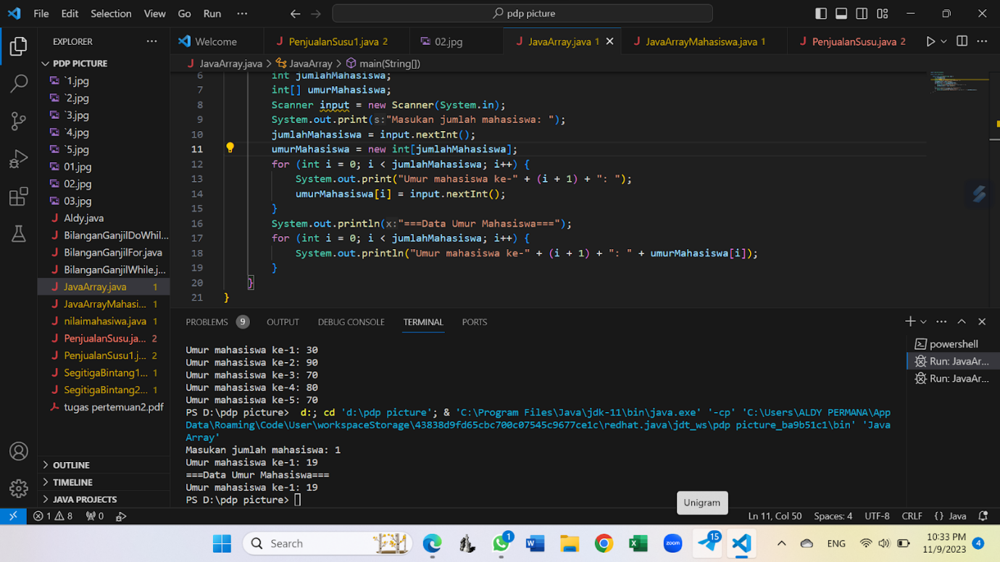 File Edit Selection View Go Run ··· pdp picture
EXPLORER ···
PDP PICTURE
`1.jpg
`2.jpg
`3.jpg
`4.jpg
`5.jpg
01.jpg
02.jpg
03.jpg
Aldy.java
BilanganGanjilDoWhil...
BilanganGanjilFor.java
BilanganGanjilWhile.j...
JavaArray.java 1
JavaArrayMahasi... 1
nilaimahasiwa.java 1
PenjualanSusu.ja... 2
PenjualanSusu1.j... 2
SegitigaBintang1... 1
SegitigaBintang2... 1
tugas pertemuan2.pdf
OUTLINE
TIMELINE
JAVA PROJECTS
Welcome PenjualanSusu1.java 2 02.jpg JavaArray.java 1 JavaArrayMahasiswa.java 1 PenjualanSusu.java 2
JavaArray.java > JavaArray > main(String[])
6 int jumlahMahasiswa;
7 int[] umurMahasiswa;
8 Scanner input = new Scanner(System.in);
9 System.out.print(s:"Masukan jumlah mahasiswa: ");
10 jumlahMahasiswa = input.nextInt();
11 umurMahasiswa = new int[jumlahMahasiswa];
12 for (int i = 0; i < jumlahMahasiswa; i++) {
13 System.out.print("Umur mahasiswa ke-" + (i + 1) + ": ");
14 umurMahasiswa[i] = input.nextInt();
15 }
16 System.out.println(x:"===Data Umur Mahasiswa===");
17 for (int i = 0; i < jumlahMahasiswa; i++) {
18 System.out.println("Umur mahasiswa ke-" + (i + 1) + ": " + umurMahasiswa[i]);
19 }
20 }
21 }
PROBLEMS 9 OUTPUT DEBUG CONSOLE TERMINAL PORTS
Umur mahasiswa ke-1: 30
Umur mahasiswa ke-2: 90
Umur mahasiswa ke-3: 70
Umur mahasiswa ke-4: 80
Umur mahasiswa ke-5: 70
PS D:\pdp picture> d:; cd 'd:\pdp picture'; & 'C:\Program Files\Java\jdk-11\bin\java.exe' '-cp' 'C:\Users\ALDY PERMANA\App
Data\Roaming\Code\User\workspaceStorage\43838d9fd65cbc700c07545c9677ce1c\redhat.java\jdt_ws\pdp picture_ba9b51c1\bin' 'Java
Array'
Masukan jumlah mahasiswa: 1
Umur mahasiswa ke-1: 19
===Data Umur Mahasiswa===
Umur mahasiswa ke-1: 19
PS D:\pdp picture>
powershell
Run: JavaAr...
Run: JavaAr...
Unigram
1 8 0 Ln 11, Col 50 Spaces: 4 UTF-8 CRLF {} Java
Search 1 W X zoom 15 ENG 10:33 PM 4
11/9/2023